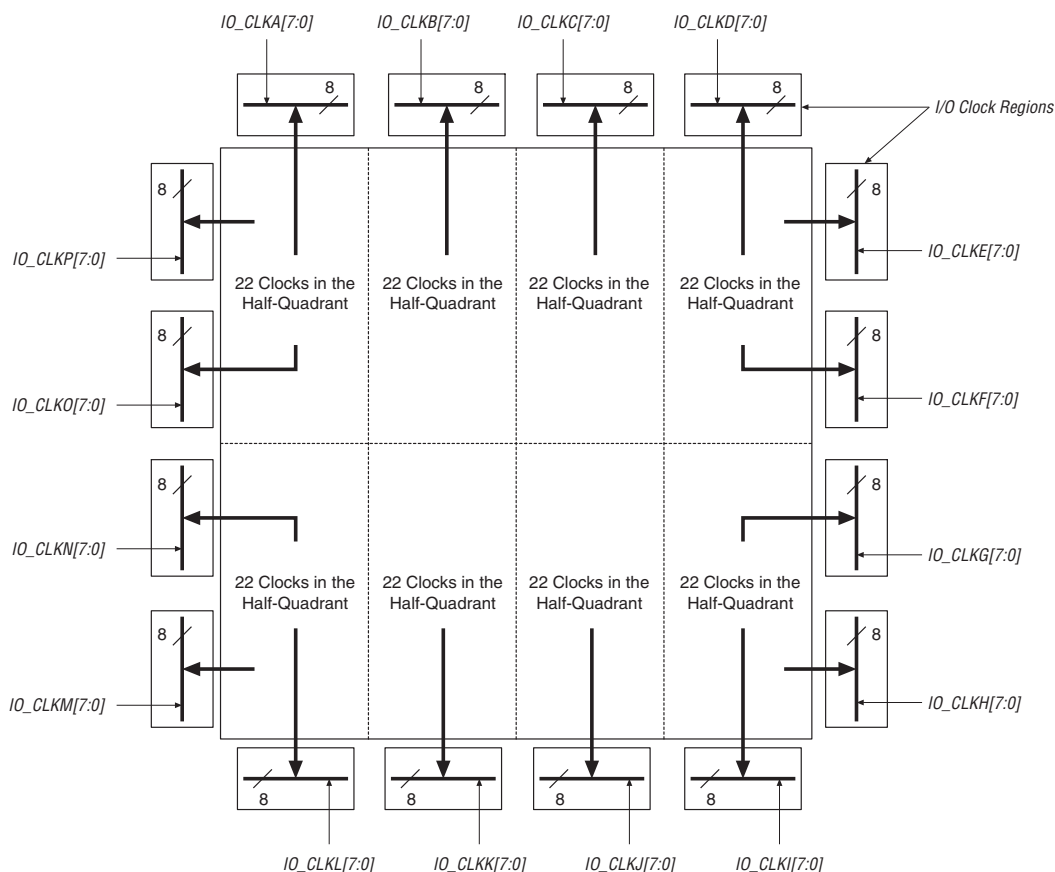 IO_CLKA[7:0] IO_CLKB[7:0] IO_CLKC[7:0] IO_CLKD[7:0]
8 8 8 8
I/O Clock Regions
8 8
IO_CLKP[7:0] IO_CLKE[7:0]
22 Clocks in the 22 Clocks in the 22 Clocks in the 22 Clocks in the
Half-Quadrant Half-Quadrant Half-Quadrant Half-Quadrant
8 8
IO_CLKO[7:0] IO_CLKF[7:0]
8 8
IO_CLKN[7:0] IO_CLKG[7:0]
22 Clocks in the 22 Clocks in the 22 Clocks in the 22 Clocks in the
Half-Quadrant Half-Quadrant Half-Quadrant Half-Quadrant
8 8
IO_CLKM[7:0] IO_CLKH[7:0]
8 8 8 8
IO_CLKL[7:0] IO_CLKK[7:0] IO_CLKJ[7:0] IO_CLKI[7:0]